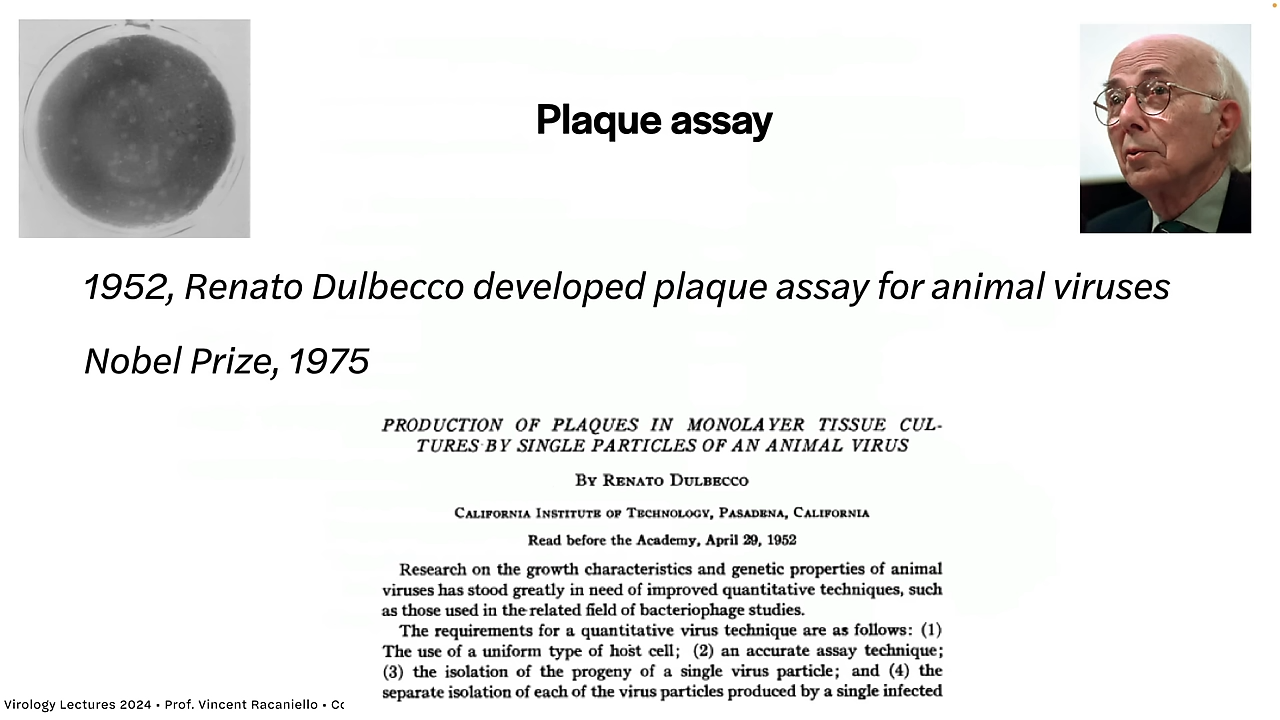 Plaque assay
1952, Renato Dulbecco developed plaque assay for animal viruses
Nobel Prize, 1975
PRODUCTION OF PLAQUES IN MONOLAYER TISSUE CUL-
TURES BY SINGLE PARTICLES OF AN ANIMAL VIRUS
By Renato Dulbecco
California Institute of Technology, Pasadena, California
Read before the Academy, April 29, 1952
Research on the growth characteristics and genetic properties of animal
viruses has stood greatly in need of improved quantitative techniques, such
as those used in the related field of bacteriophage studies.
The requirements for a quantitative virus technique are as follows: (1)
The use of a uniform type of host cell; (2) an accurate assay technique;
(3) the isolation of the progeny of a single virus particle; and (4) the
separate isolation of each of the virus particles produced by a single infected
Virology Lectures 2024 • Prof. Vincent Racaniello •